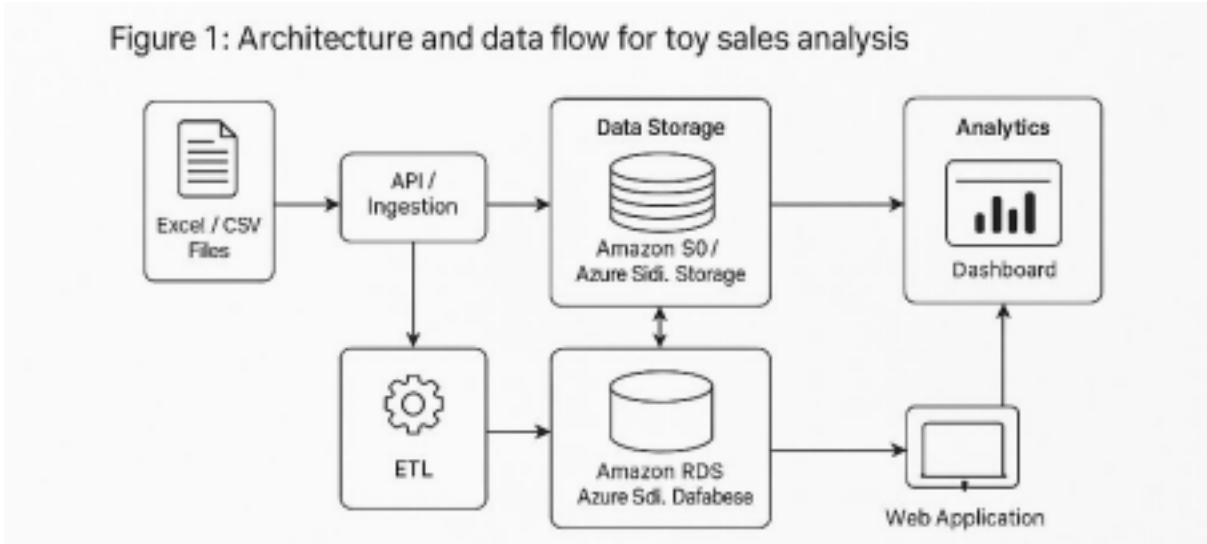 Figure 1: Architecture and data flow for toy sales analysis
Excel / CSV
Files
API /
Ingestion
Data Storage
Amazon S0 /
Azure Sidi. Storage
Analytics
Dashboard
ETL
Amazon RDS
Azure Sdi. Dafabese
Web Application